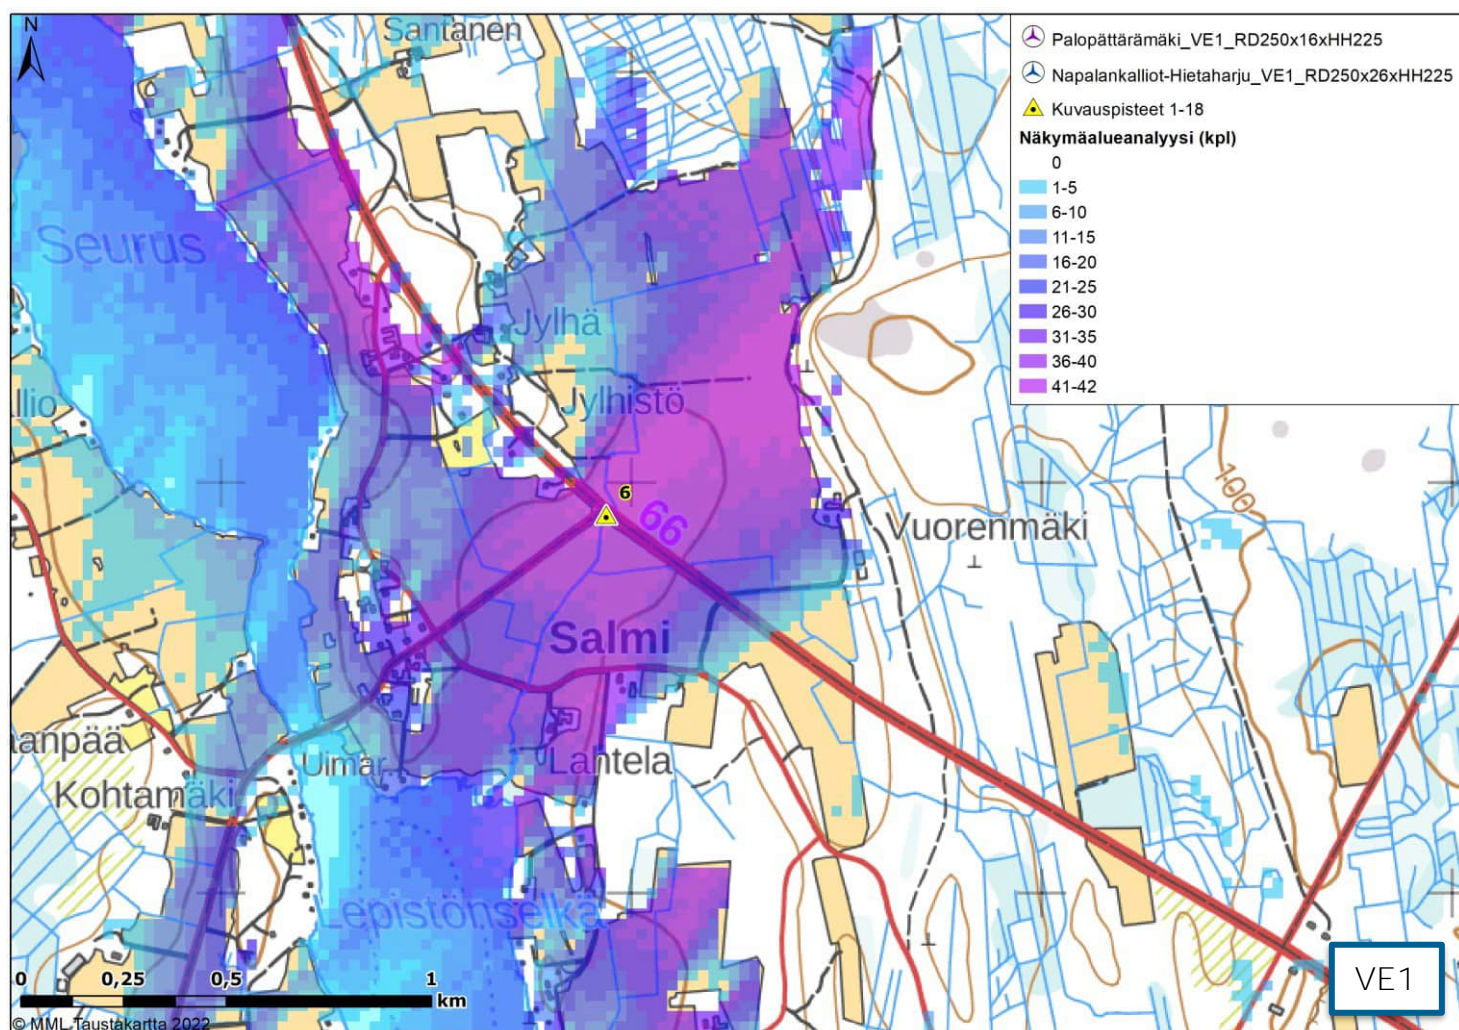 N
Santanen
Palopättärämäki_VE1_RD250x16xHH225
Napalankalliot-Hietaharju_VE1_RD250x26xHH225
Kuvauspisteet 1-18
Näkymäalueanalyysi (kpl)
0
1-5
6-10
11-15
16-20
21-25
26-30
31-35
36-40
41-42
Seurus
Jylhä
llio
Jylhistö
100
6
66
Vuorenmäki
Salmi
aanpää
Uimar.
Lahtela
Kohtamäki
Lepistönselkä
0 0,25 0,5 1
km
VE1
© MML Taustakartta 2022